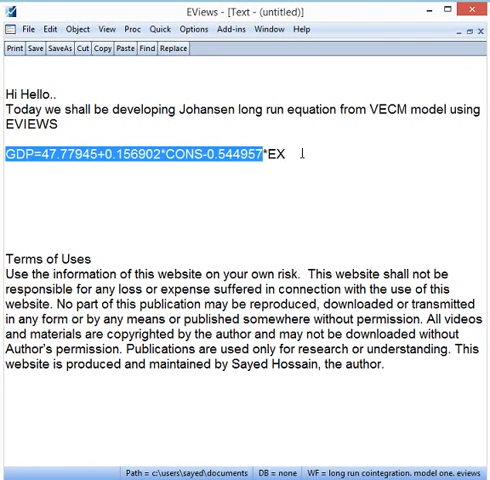 EViews - [Text - (untitled)]
File Edit Object View Proc Quick Options Add-ins Window Help
Print Save SaveAs Cut Copy Paste Find Replace
Hi Hello..
Today we shall be developing Johansen long run equation from VECM model using
EVIEWS
GDP=47.77945+0.156902*CONS-0.544957*EX
Terms of Uses
Use the information of this website on your own risk. This website shall not be
responsible for any loss or expense suffered in connection with the use of this
website. No part of this publication may be reproduced, downloaded or transmitted
in any form or by any means or published somewhere without permission. All videos
and materials are copyrighted by the author and may not be downloaded without
Author's permission. Publications are used only for research or understanding. This
website is produced and maintained by Sayed Hossain, the author.
Path = c:\users\sayed\documents DB = none WF = long run cointegration. model one. eviews